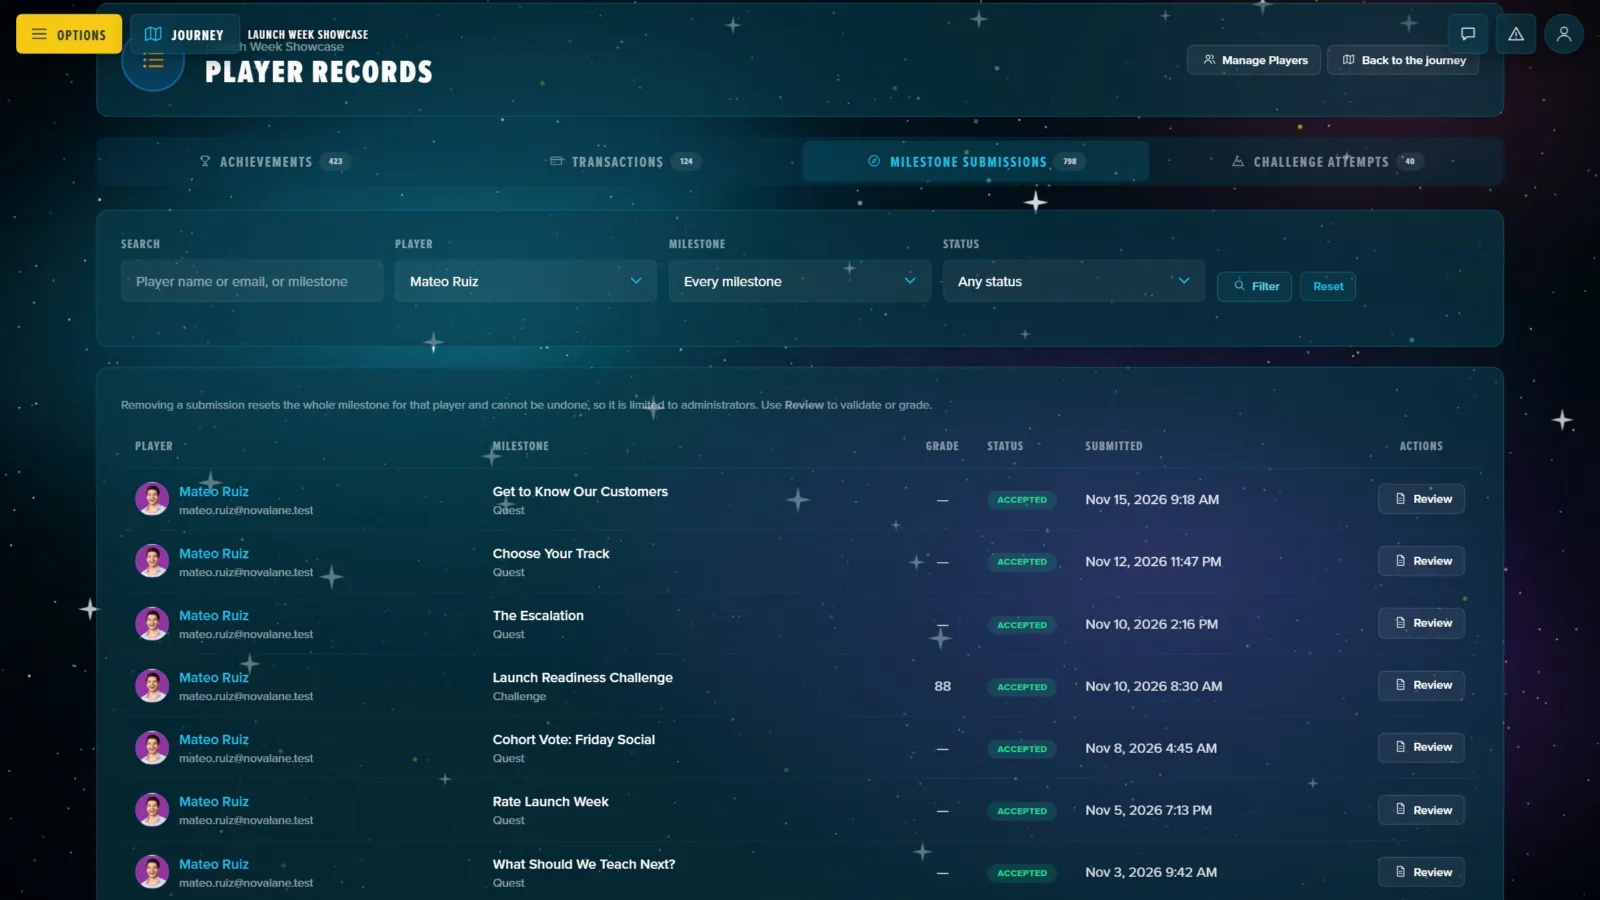 OPTIONS
JOURNEY
LAUNCH WEEK SHOWCASE
Week Showcase
PLAYER RECORDS
Manage Players
Back to the journey
ACHIEVEMENTS 423
TRANSACTIONS 124
MILESTONE SUBMISSIONS 798
CHALLENGE ATTEMPTS 40
SEARCH
PLAYER
MILESTONE
STATUS
Player name or email, or milestone
Mateo Ruiz
Every milestone
Any status
Filter
Reset
Removing a submission resets the whole milestone for that player and cannot be undone, so it is limited to administrators. Use Review to validate or grade.
PLAYER MILESTONE GRADE STATUS SUBMITTED ACTIONS
Mateo Ruiz Get to Know Our Customers — ACCEPTED Nov 15, 2026 9:18 AM Review
mateo.ruiz@novalane.test Quest
Mateo Ruiz Choose Your Track — ACCEPTED Nov 12, 2026 11:47 PM Review
mateo.ruiz@novalane.test Quest
Mateo Ruiz The Escalation — ACCEPTED Nov 10, 2026 2:16 PM Review
mateo.ruiz@novalane.test Quest
Mateo Ruiz Launch Readiness Challenge 88 ACCEPTED Nov 10, 2026 8:30 AM Review
mateo.ruiz@novalane.test Challenge
Mateo Ruiz Cohort Vote: Friday Social — ACCEPTED Nov 8, 2026 4:45 AM Review
mateo.ruiz@novalane.test Quest
Mateo Ruiz Rate Launch Week — ACCEPTED Nov 5, 2026 7:13 PM Review
mateo.ruiz@novalane.test Quest
Mateo Ruiz What Should We Teach Next? — ACCEPTED Nov 3, 2026 9:42 AM Review
mateo.ruiz@novalane.test Quest